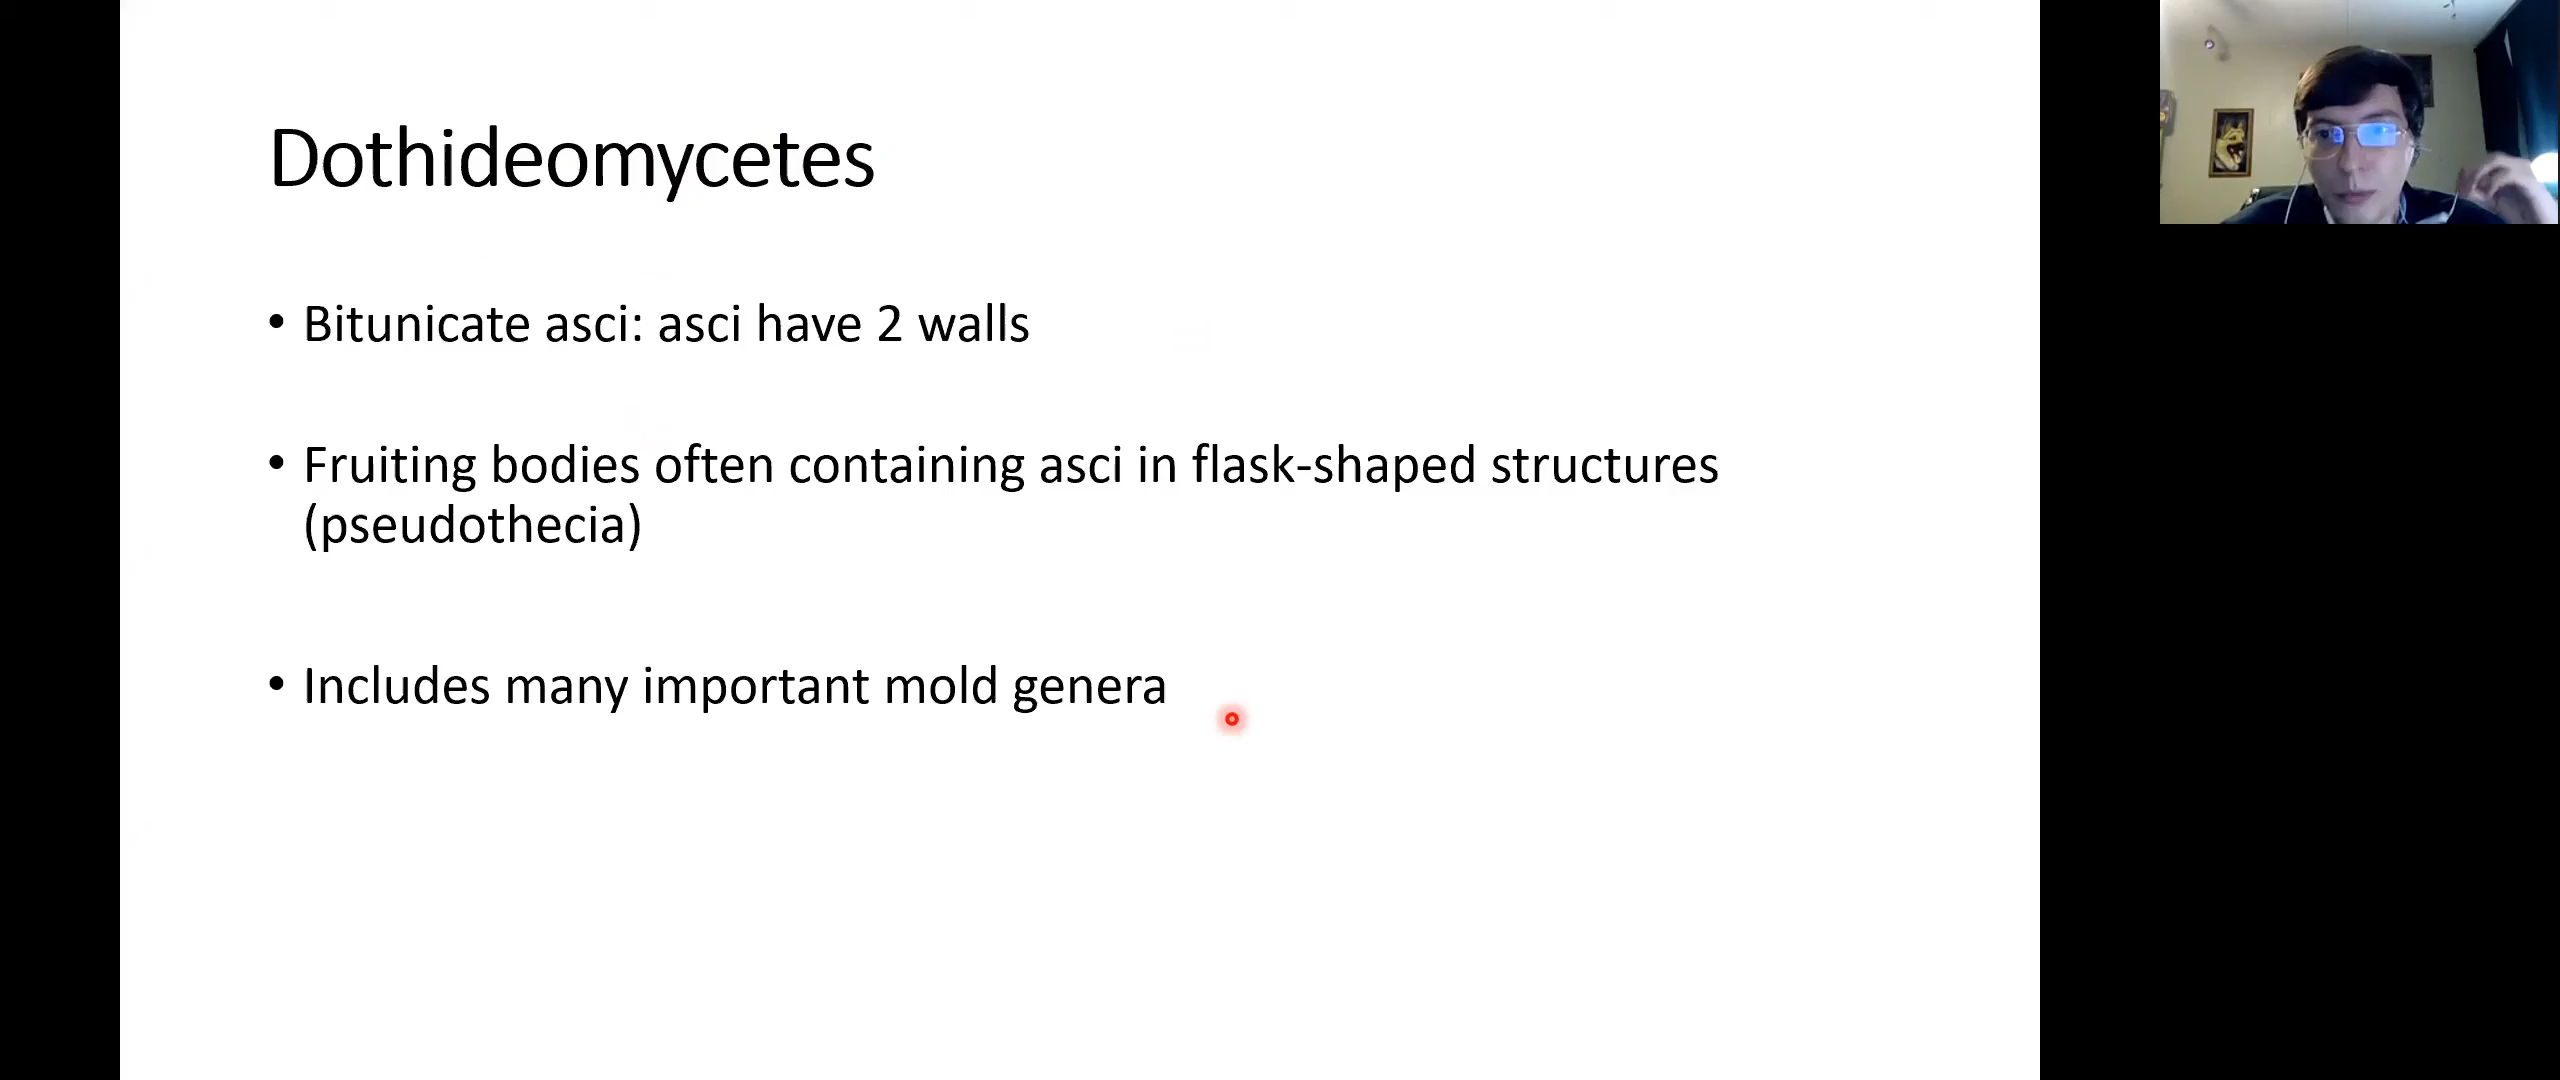 Dothideomycetes
• Bitunicate asci: asci have 2 walls
• Fruiting bodies often containing asci in flask-shaped structures
(pseudothecia)
• Includes many important mold genera